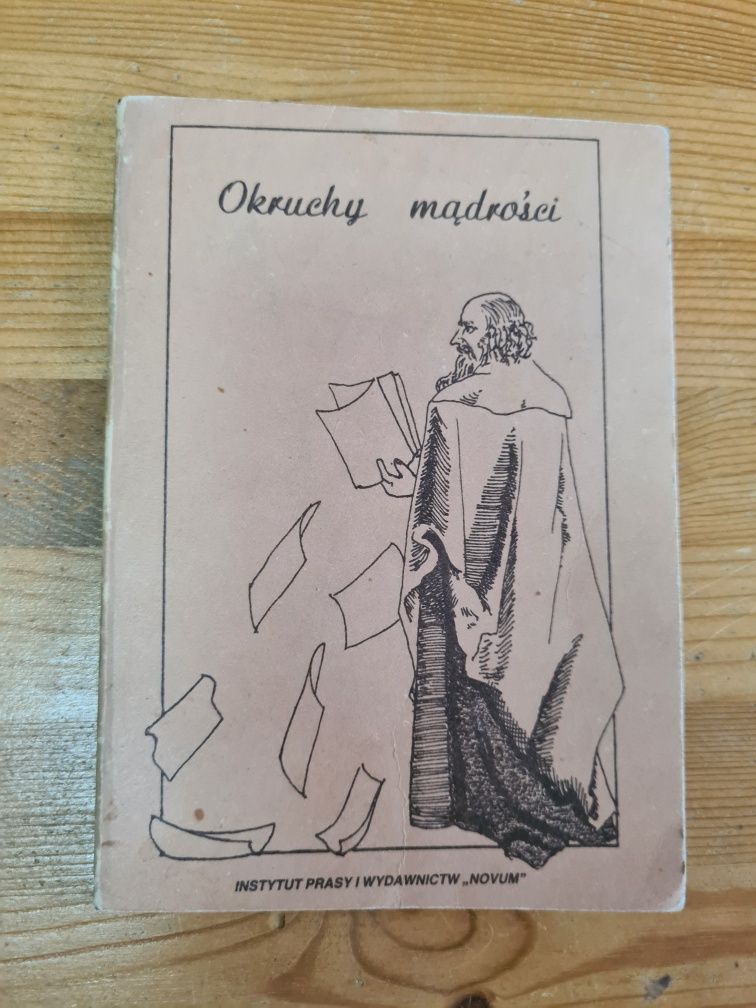 Okruchy mądrości
INSTYTUT PRASY I WYDAWNICTW „NOVUM”